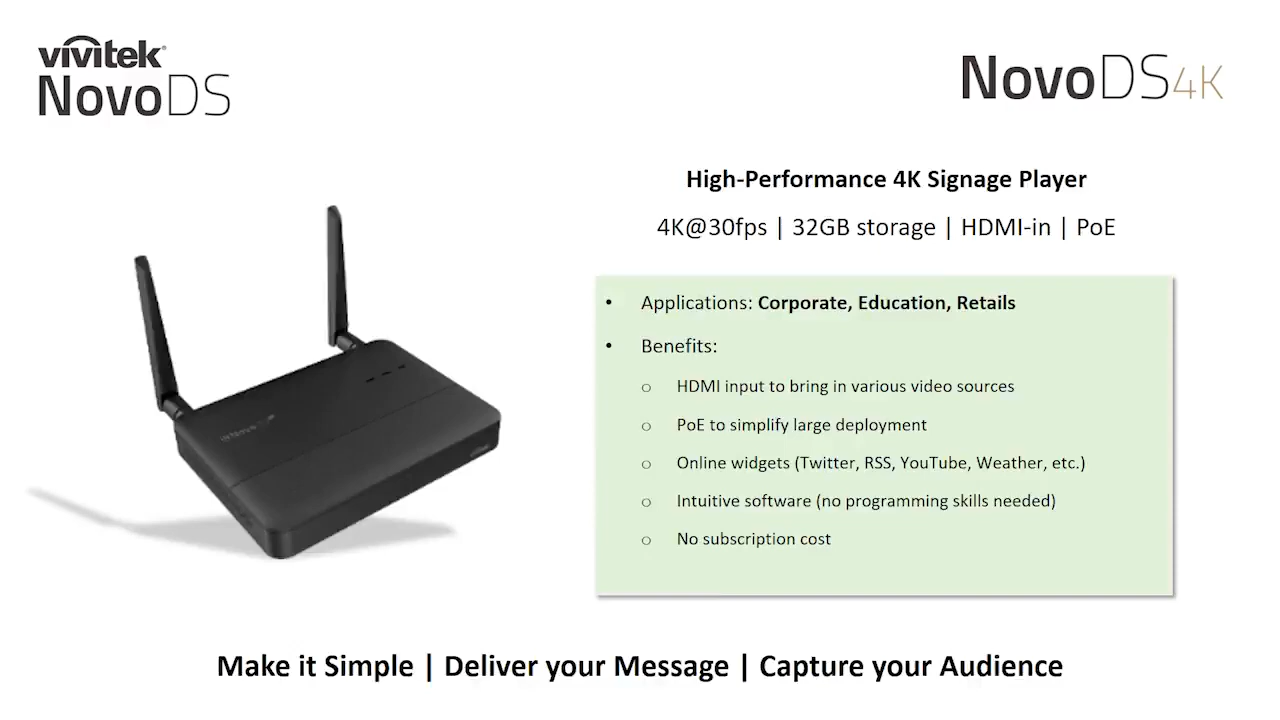 vivitek®
NovoDS
NovoDS4K
High-Performance 4K Signage Player
4K@30fps | 32GB storage | HDMI-in | PoE
• Applications: Corporate, Education, Retails
• Benefits:
o HDMI input to bring in various video sources
o PoE to simplify large deployment
o Online widgets (Twitter, RSS, YouTube, Weather, etc.)
o Intuitive software (no programming skills needed)
o No subscription cost
Make it Simple | Deliver your Message | Capture your Audience